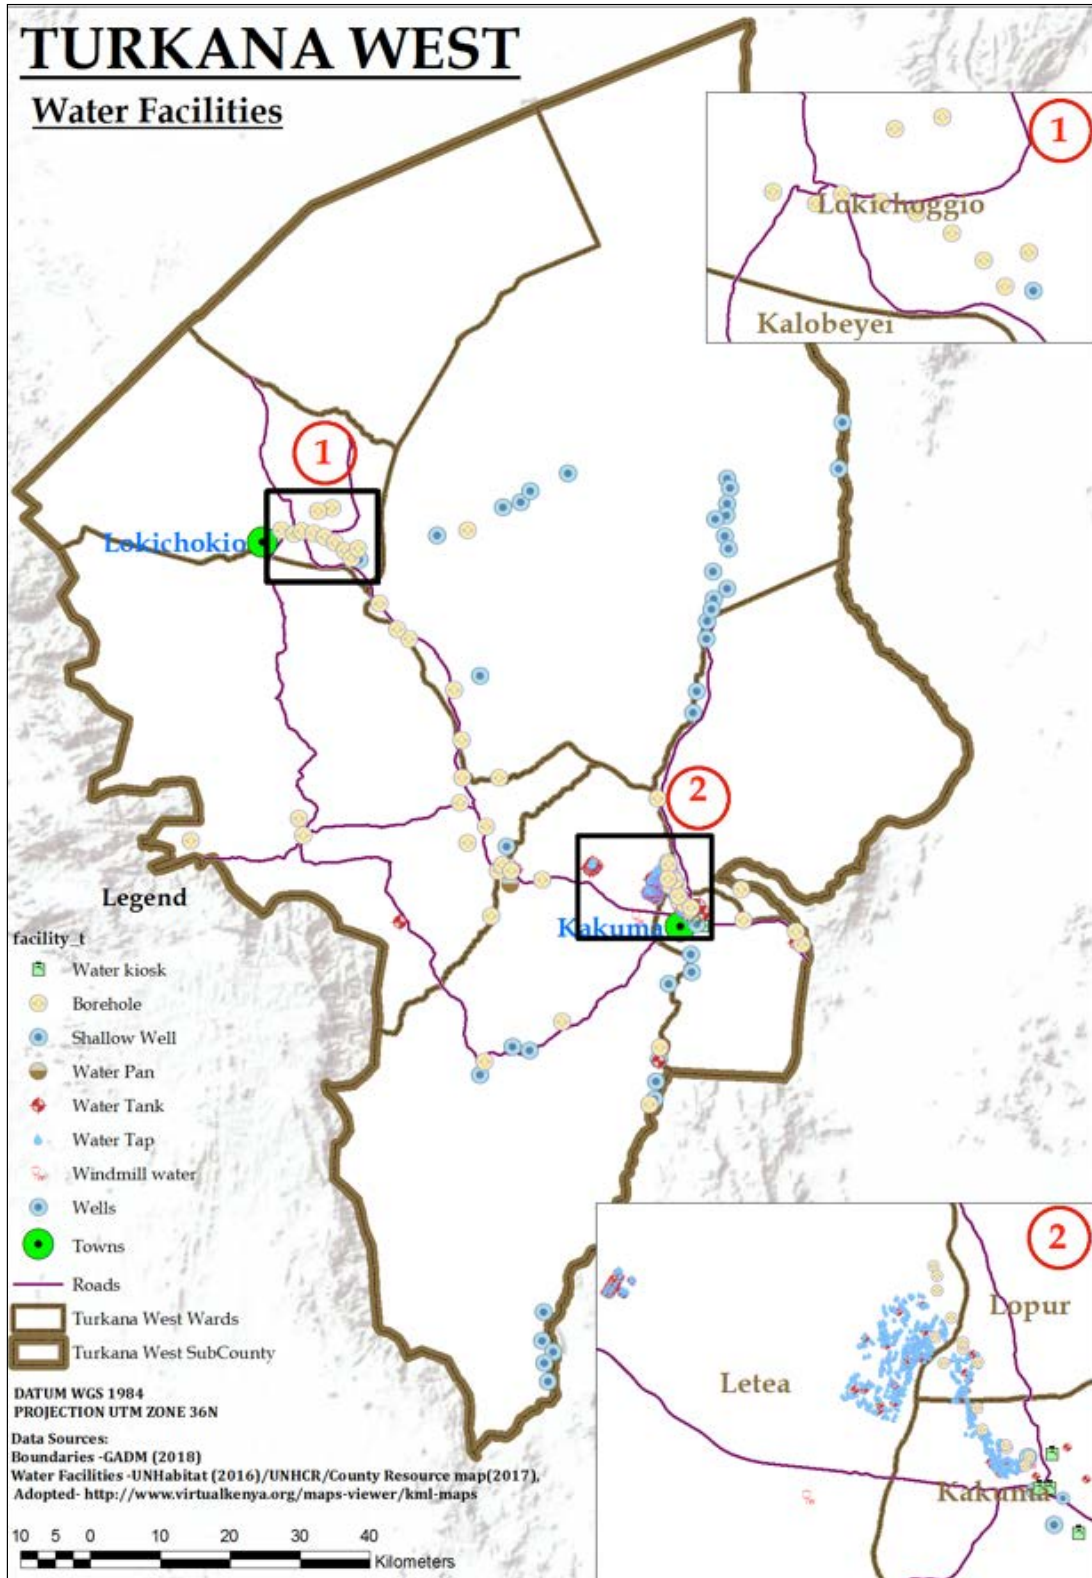 TURKANA WEST
Water Facilities
1
Lokichoggio
Kalobeyei
1
Lokichokio
2
Kakuma
Legend
facility_t
Water kiosk
Borehole
Shallow Well
Water Pan
Water Tank
Water Tap
Windmill water
Wells
Towns
Roads
Turkana West Wards
Turkana West SubCounty
2
Lopur
Letea
Kakuma
DATUM WGS 1984
PROJECTION UTM ZONE 36N
Data Sources:
Boundaries -GADM (2018)
Water Facilities -UNHabitat (2016)/UNHCR/County Resource map(2017),
Adopted- http://www.virtualkenya.org/maps-viewer/kml-maps
10 5 0 10 20 30 40
Kilometers